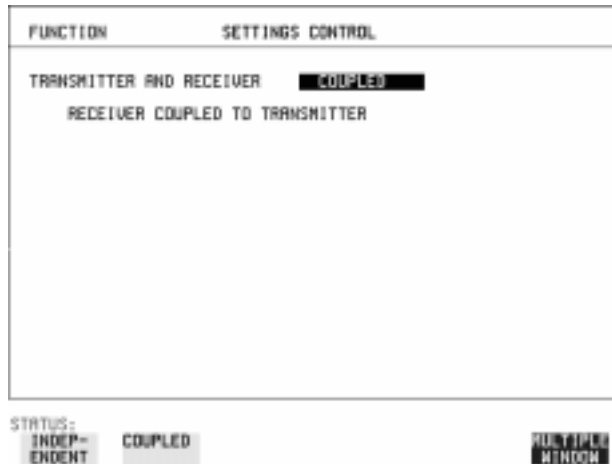 FUNCTION SETTINGS CONTROL
TRANSMITTER AND RECEIVER COUPLED
RECEIVER COUPLED TO TRANSMITTER
STATUS:
INDEP- COUPLED MULTIPLE
ENDENT WINDOW